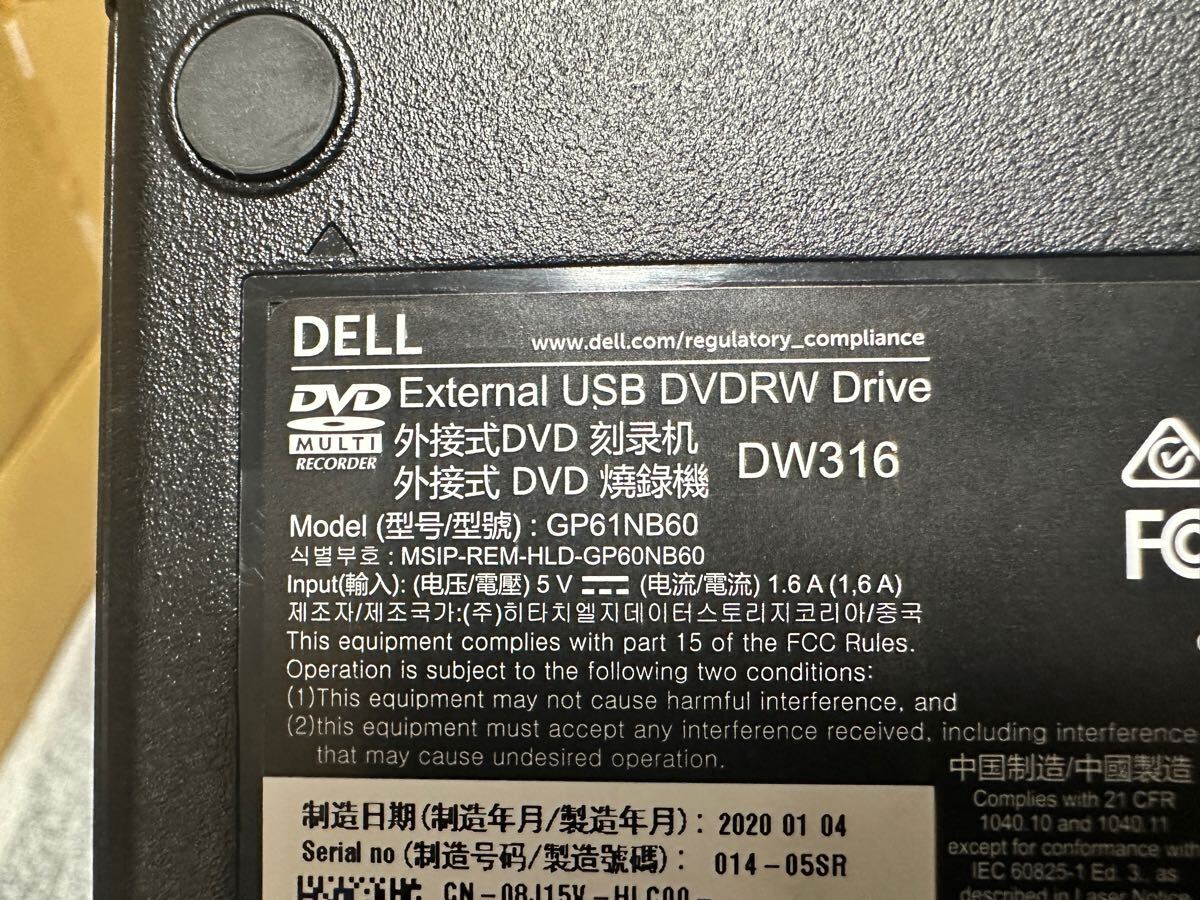 DELL www.dell.com/regulatory_compliance
DVD External USB DVDRW Drive
MULTI 外接式DVD 刻录机
RECORDER 外接式 DVD 燒錄機 DW316
Model (型号/型號) : GP61NB60
식별부호 : MSIP-REM-HLD-GP60NB60
Input(輸入): (电压/電壓) 5 V (电流/電流) 1.6 A (1,6 A)
제조자/제조국가:(주)히타치엘지데이터스토리지코리아/중국
This equipment complies with part 15 of the FCC Rules.
Operation is subject to the following two conditions:
(1)This equipment may not cause harmful interference, and
(2)this equipment must accept any interference received, including interference
that may cause undesired operation.
FC
中国制造/中國製造
Complies with 21 CFR
1040.10 and 1040.11
except for conformance with
IEC 60825-1 Ed. 3., as
described in Laser Notice
制造日期(制造年月/製造年月): 2020 01 04
Serial no (制造号码/製造號碼): 014-05SR
CN-08J15V-HLC00-